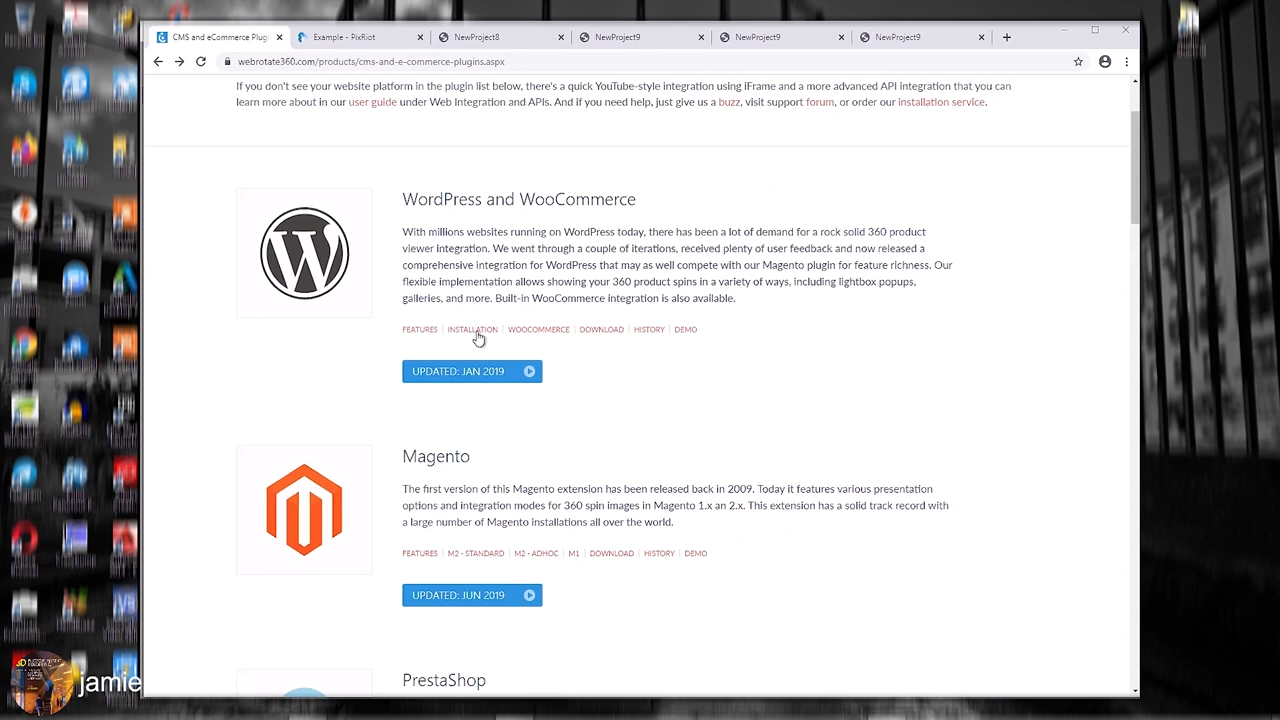 CMS and eCommerce Plug
Example - PixRiot
NewProject8
NewProject9
NewProject9
NewProject9
webrotate360.com/products/cms-and-e-commerce-plugins.aspx
If you don't see your website platform in the plugin list below, there's a quick YouTube-style integration using iFrame and a more advanced API integration that you can
learn more about in our user guide under Web Integration and APIs. And if you need help, just give us a buzz, visit support forum, or order our installation service.
WordPress and WooCommerce
With millions websites running on WordPress today, there has been a lot of demand for a rock solid 360 product
viewer integration. We went through a couple of iterations, received plenty of user feedback and now released a
comprehensive integration for WordPress that may as well compete with our Magento plugin for feature richness. Our
flexible implementation allows showing your 360 product spins in a variety of ways, including lightbox popups,
galleries, and more. Built-in WooCommerce integration is also available.
FEATURES | INSTALLATION | WOOCOMMERCE | DOWNLOAD | HISTORY | DEMO
UPDATED: JAN 2019
Magento
The first version of this Magento extension has been released back in 2009. Today it features various presentation
options and integration modes for 360 spin images in Magento 1.x an 2.x. This extension has a solid track record with
a large number of Magento installations all over the world.
FEATURES | M2 - STANDARD | M2 - ADHOC | M1 | DOWNLOAD | HISTORY | DEMO
UPDATED: JUN 2019
PrestaShop
jamie